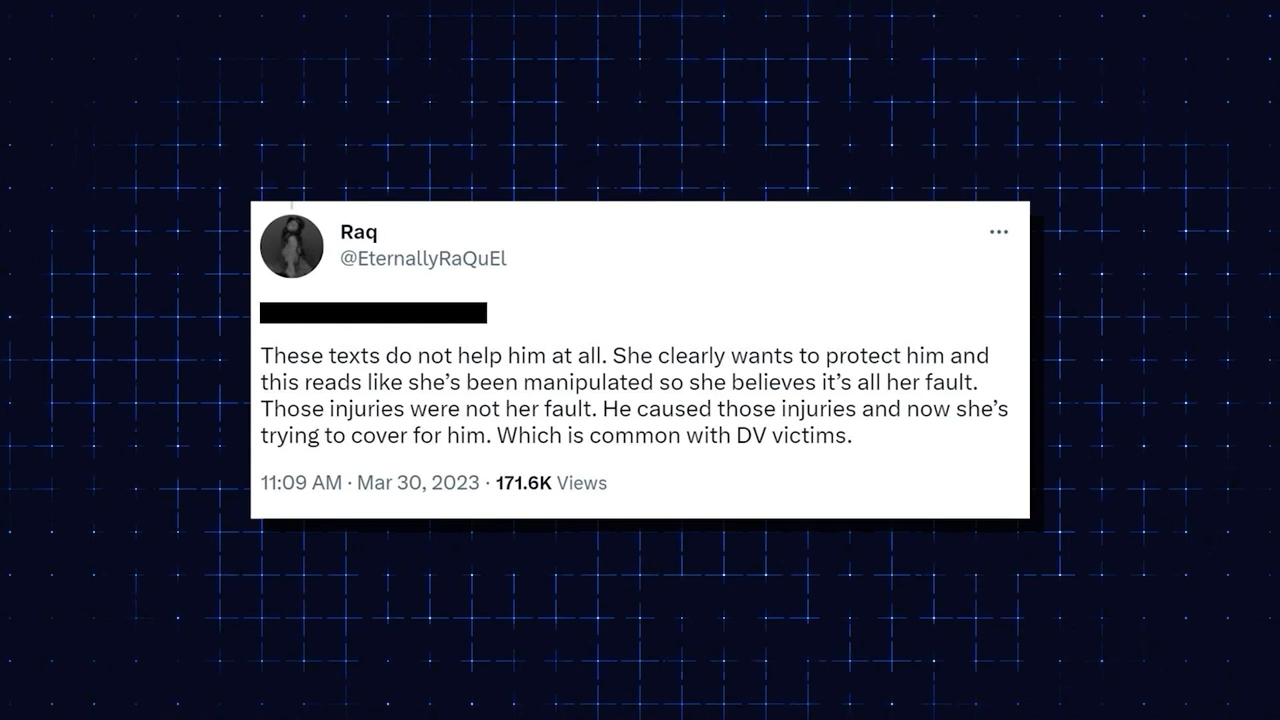 Raq
@EternallyRaQuEl
These texts do not help him at all. She clearly wants to protect him and
this reads like she’s been manipulated so she believes it’s all her fault.
Those injuries were not her fault. He caused those injuries and now she’s
trying to cover for him. Which is common with DV victims.
11:09 AM · Mar 30, 2023 · 171.6K Views